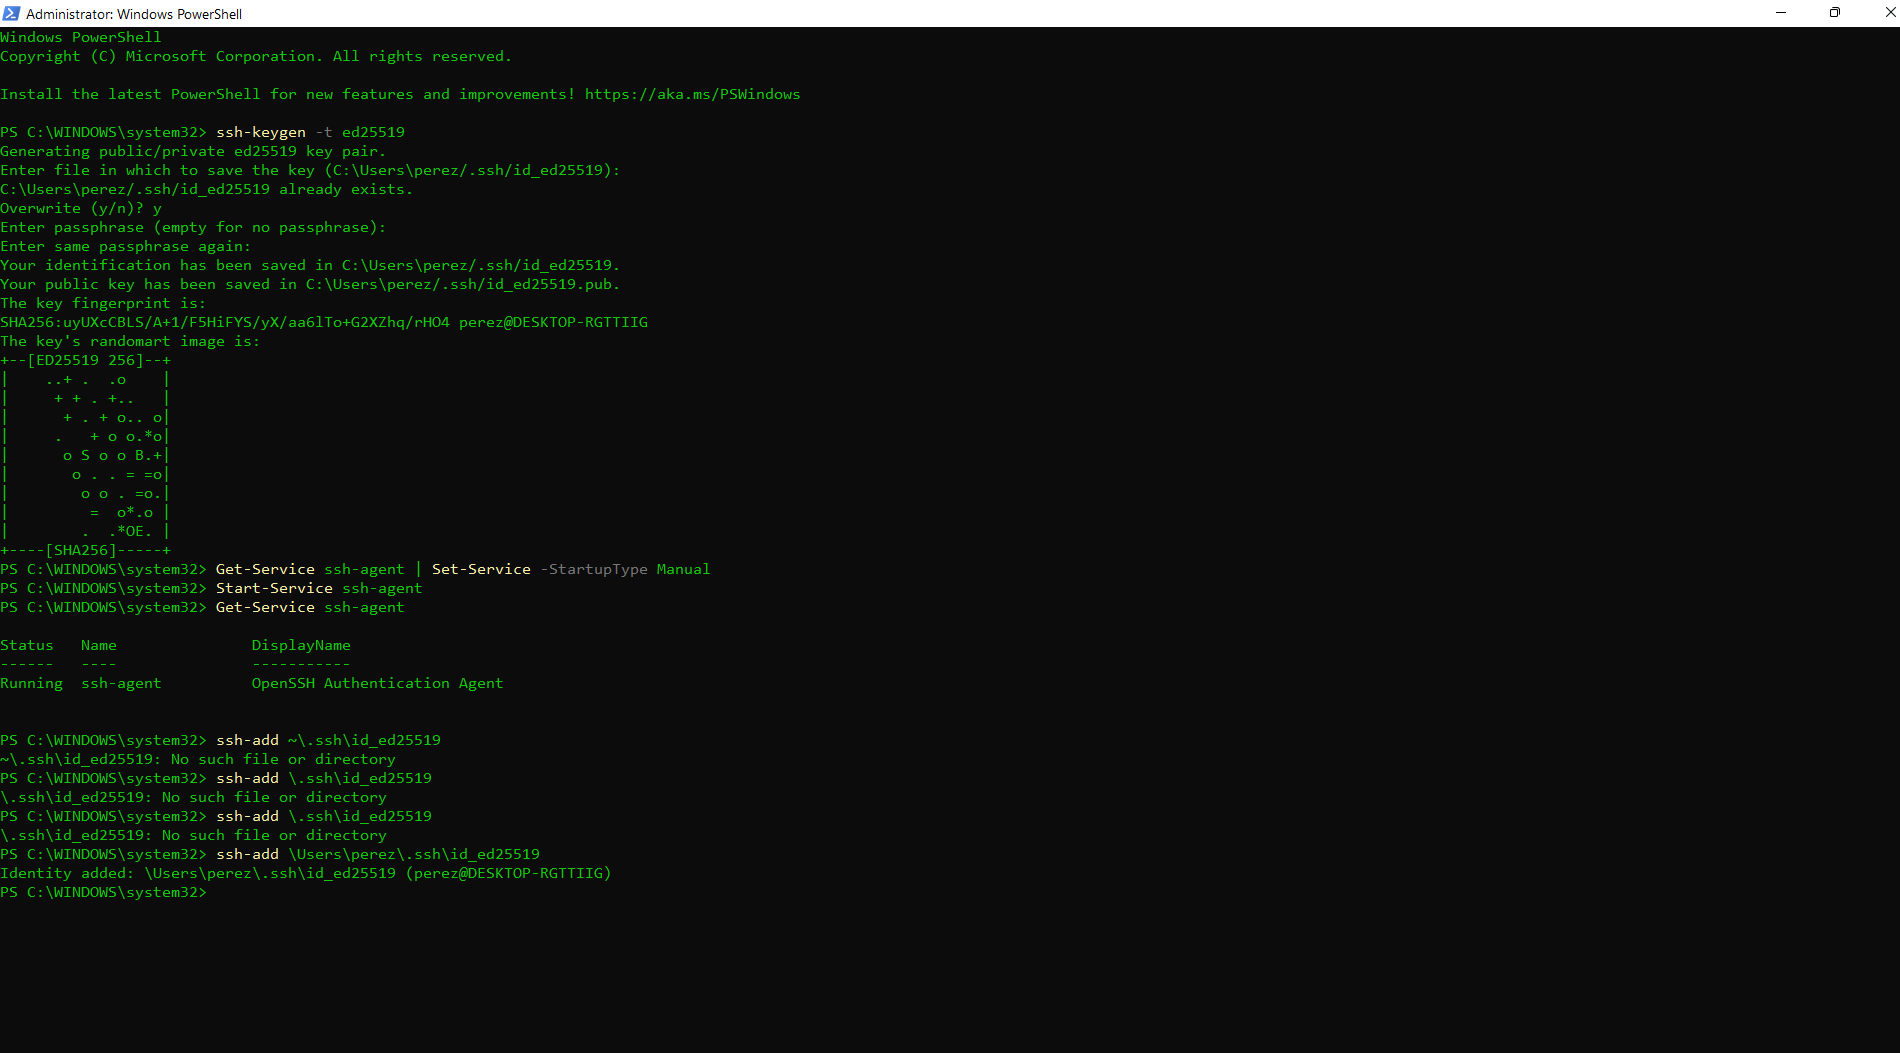 Administrator: Windows PowerShell
Windows PowerShell
Copyright (C) Microsoft Corporation. All rights reserved.
Install the latest PowerShell for new features and improvements! https://aka.ms/PSWindows
PS C:\WINDOWS\system32> ssh-keygen -t ed25519
Generating public/private ed25519 key pair.
Enter file in which to save the key (C:\Users\perez/.ssh/id_ed25519):
C:\Users\perez/.ssh/id_ed25519 already exists.
Overwrite (y/n)? y
Enter passphrase (empty for no passphrase):
Enter same passphrase again:
Your identification has been saved in C:\Users\perez/.ssh/id_ed25519.
Your public key has been saved in C:\Users\perez/.ssh/id_ed25519.pub.
The key fingerprint is:
SHA256:uyUXcCBLS/A+1/F5HiFYS/yX/aa6lTo+G2XZhq/rHO4 perez@DESKTOP-RGTTIIG
The key's randomart image is:
+--[ED25519 256]--+
|    ..+ .  .o    |
|     + + . +..   |
|      + . + o.. o|
|     .   + o o.*o|
|      o S o o B.+|
|       o . . = =o|
|        o o . =o.|
|         =  o*.o |
|        .  .*OE. |
+----[SHA256]-----+
PS C:\WINDOWS\system32> Get-Service ssh-agent | Set-Service -StartupType Manual
PS C:\WINDOWS\system32> Start-Service ssh-agent
PS C:\WINDOWS\system32> Get-Service ssh-agent
Status   Name               DisplayName
------   ----               -----------
Running  ssh-agent          OpenSSH Authentication Agent
PS C:\WINDOWS\system32> ssh-add ~\.ssh\id_ed25519
~\.ssh\id_ed25519: No such file or directory
PS C:\WINDOWS\system32> ssh-add \.ssh\id_ed25519
\.ssh\id_ed25519: No such file or directory
PS C:\WINDOWS\system32> ssh-add \.ssh\id_ed25519
\.ssh\id_ed25519: No such file or directory
PS C:\WINDOWS\system32> ssh-add \Users\perez\.ssh\id_ed25519
Identity added: \Users\perez\.ssh\id_ed25519 (perez@DESKTOP-RGTTIIG)
PS C:\WINDOWS\system32>